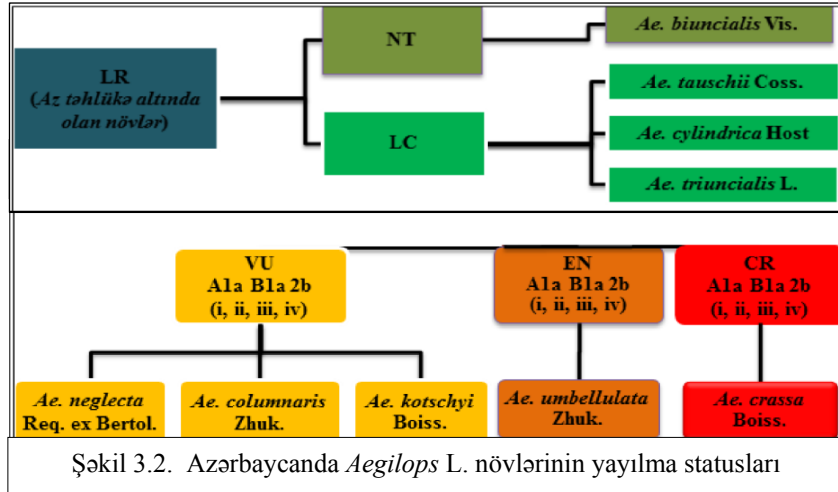 LR
(Az təhlükə altında
olan növlər)
NT
LC
Ae. biuncialis Vis.
Ae. tauschii Coss.
Ae. cylindrica Host
Ae. triuncialis L.
VU
A1a B1a 2b
(i, ii, iii, iv)
EN
A1a B1a 2b
(i, ii, iii, iv)
CR
A1a B1a 2b
(i, ii, iii, iv)
Ae. neglecta
Req. ex Bertol.
Ae. columnaris
Zhuk.
Ae. kotschyi
Boiss.
Ae. umbellulata
Zhuk.
Ae. crassa
Boiss.
Şəkil 3.2. Azərbaycanda Aegilops L. növlərinin yayılma statusları